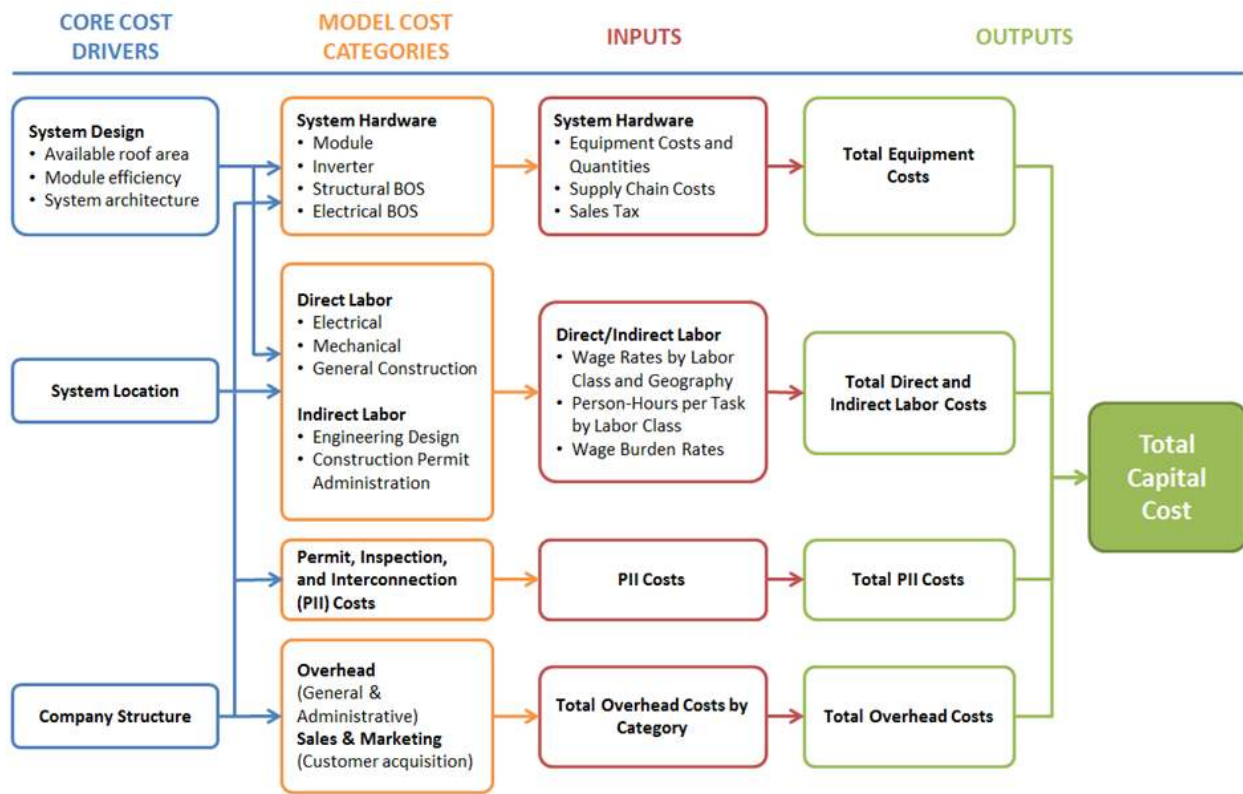 CORE COST
DRIVERS
MODEL COST
CATEGORIES
INPUTS
OUTPUTS
System Design
• Available roof area
• Module efficiency
• System architecture
System Hardware
• Module
• Inverter
• Structural BOS
• Electrical BOS
System Hardware
• Equipment Costs and
Quantities
• Supply Chain Costs
• Sales Tax
Total Equipment
Costs
System Location
Direct Labor
• Electrical
• Mechanical
• General Construction
Indirect Labor
• Engineering Design
• Construction Permit
Administration
Direct/Indirect Labor
• Wage Rates by Labor
Class and Geography
• Person-Hours per Task
by Labor Class
• Wage Burden Rates
Total Direct and
Indirect Labor Costs
Total
Capital
Cost
Permit, Inspection,
and Interconnection
(PII) Costs
PII Costs
Total PII Costs
Company Structure
Overhead
(General &
Administrative)
Sales & Marketing
(Customer acquisition)
Total Overhead Costs by
Category
Total Overhead Costs